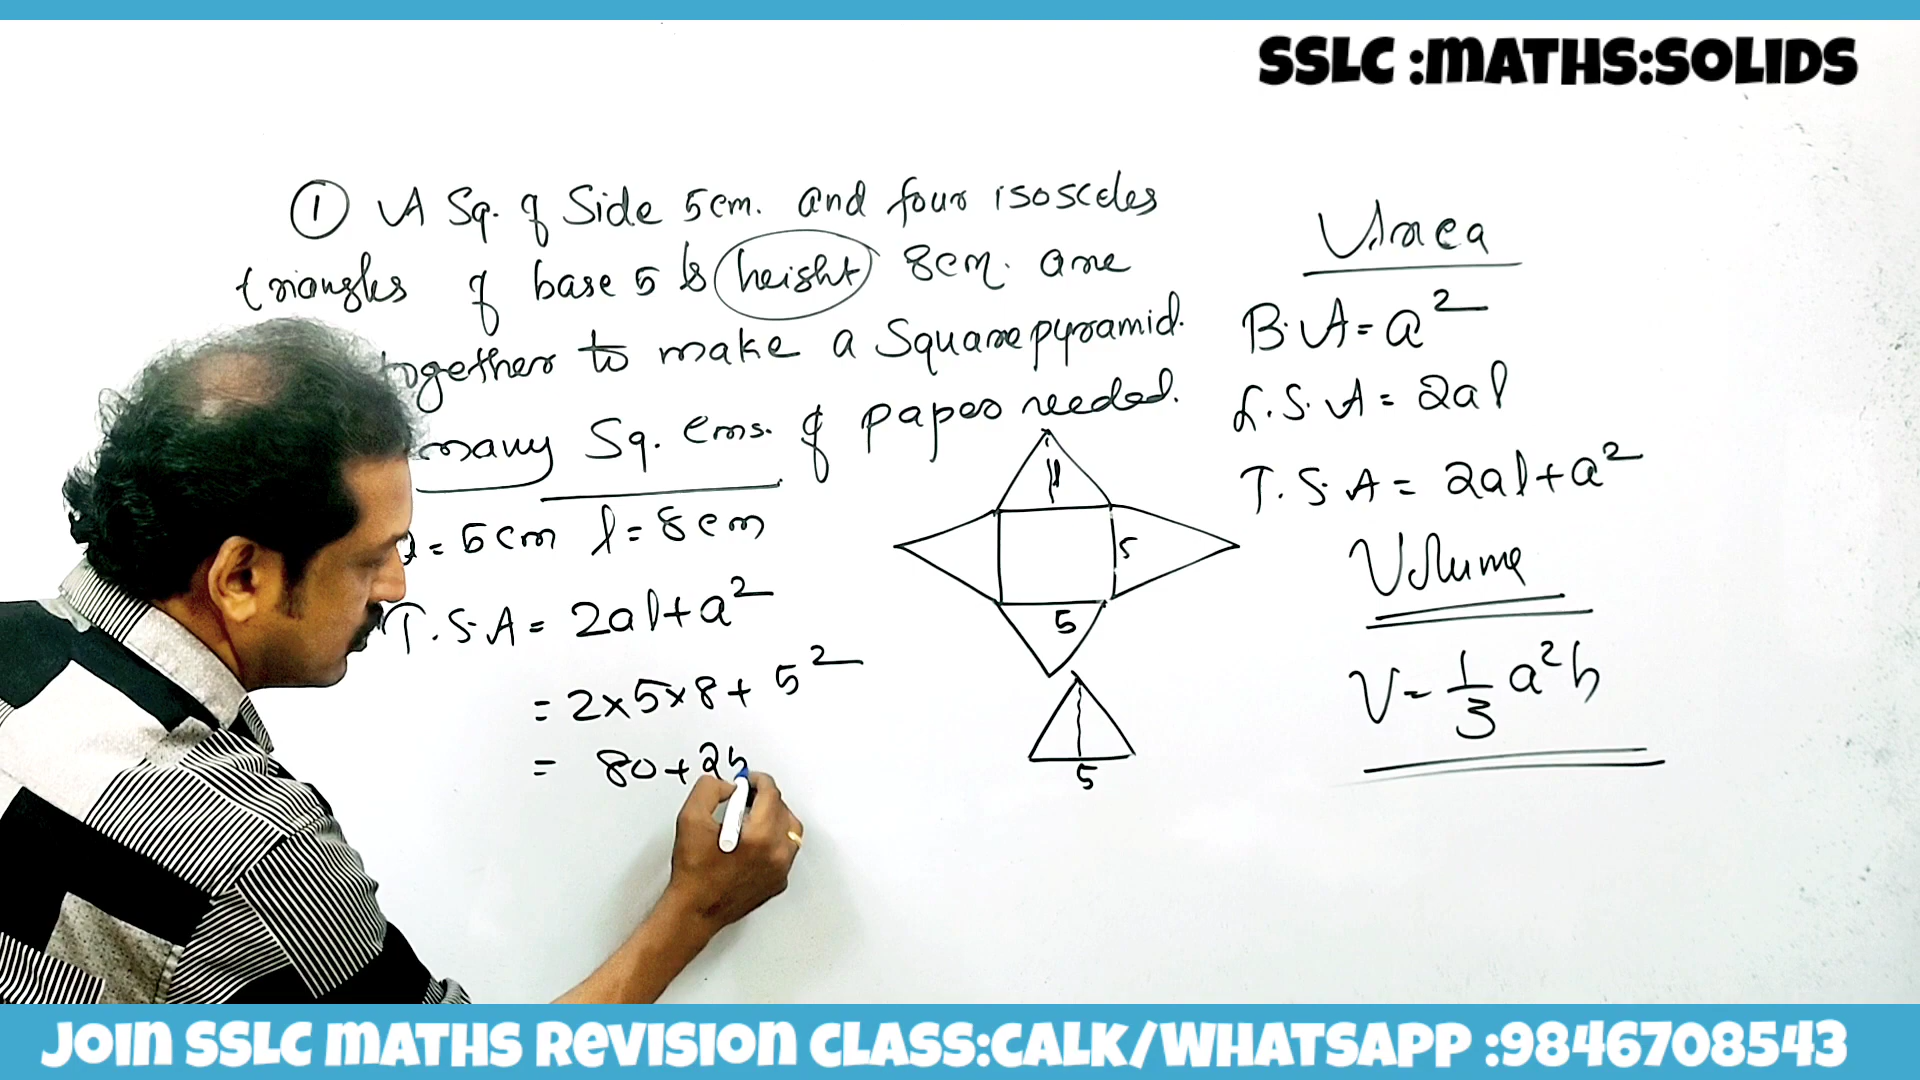 SSLC :MATHS:SOLIDS
① A Sq. of Side 5cm. and four isosceles
triangles of base 5 & height 8cm. are
together to make a Square pyramid.
many Sq. cms. of paper needed.
= 5cm l = 8cm
T.S.A = 2al+a²
= 2×5×8+ 5²
= 80+25
5
5
5
Area
B.A = a²
L.S.A = 2al
T.S.A = 2al+a²
Volume
V = 1/3 a²h
JOIN SSLC MATHS REVISION CLASS:CALK/WHATSAPP :9846708543